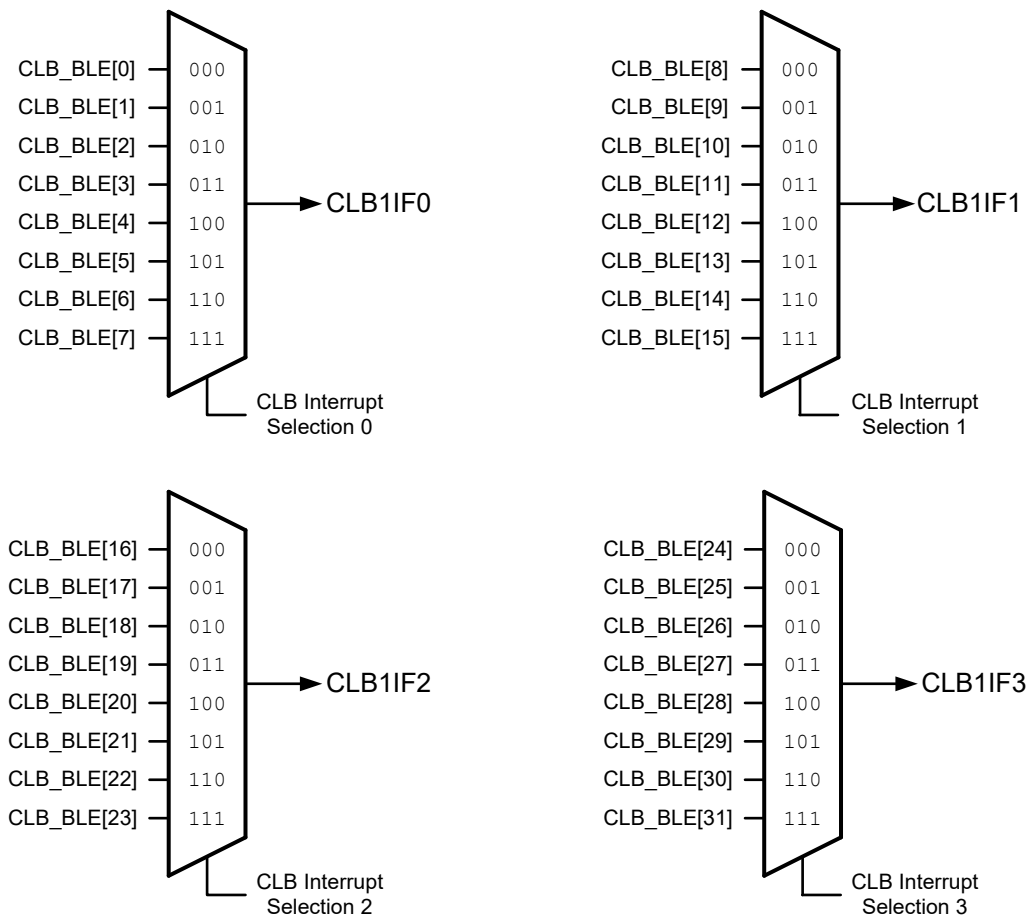 CLB_BLE[0] 000
CLB_BLE[1] 001
CLB_BLE[2] 010
CLB_BLE[3] 011
CLB_BLE[4] 100
CLB_BLE[5] 101
CLB_BLE[6] 110
CLB_BLE[7] 111
CLB1IF0
CLB Interrupt
Selection 0
CLB_BLE[8] 000
CLB_BLE[9] 001
CLB_BLE[10] 010
CLB_BLE[11] 011
CLB_BLE[12] 100
CLB_BLE[13] 101
CLB_BLE[14] 110
CLB_BLE[15] 111
CLB1IF1
CLB Interrupt
Selection 1
CLB_BLE[16] 000
CLB_BLE[17] 001
CLB_BLE[18] 010
CLB_BLE[19] 011
CLB_BLE[20] 100
CLB_BLE[21] 101
CLB_BLE[22] 110
CLB_BLE[23] 111
CLB1IF2
CLB Interrupt
Selection 2
CLB_BLE[24] 000
CLB_BLE[25] 001
CLB_BLE[26] 010
CLB_BLE[27] 011
CLB_BLE[28] 100
CLB_BLE[29] 101
CLB_BLE[30] 110
CLB_BLE[31] 111
CLB1IF3
CLB Interrupt
Selection 3